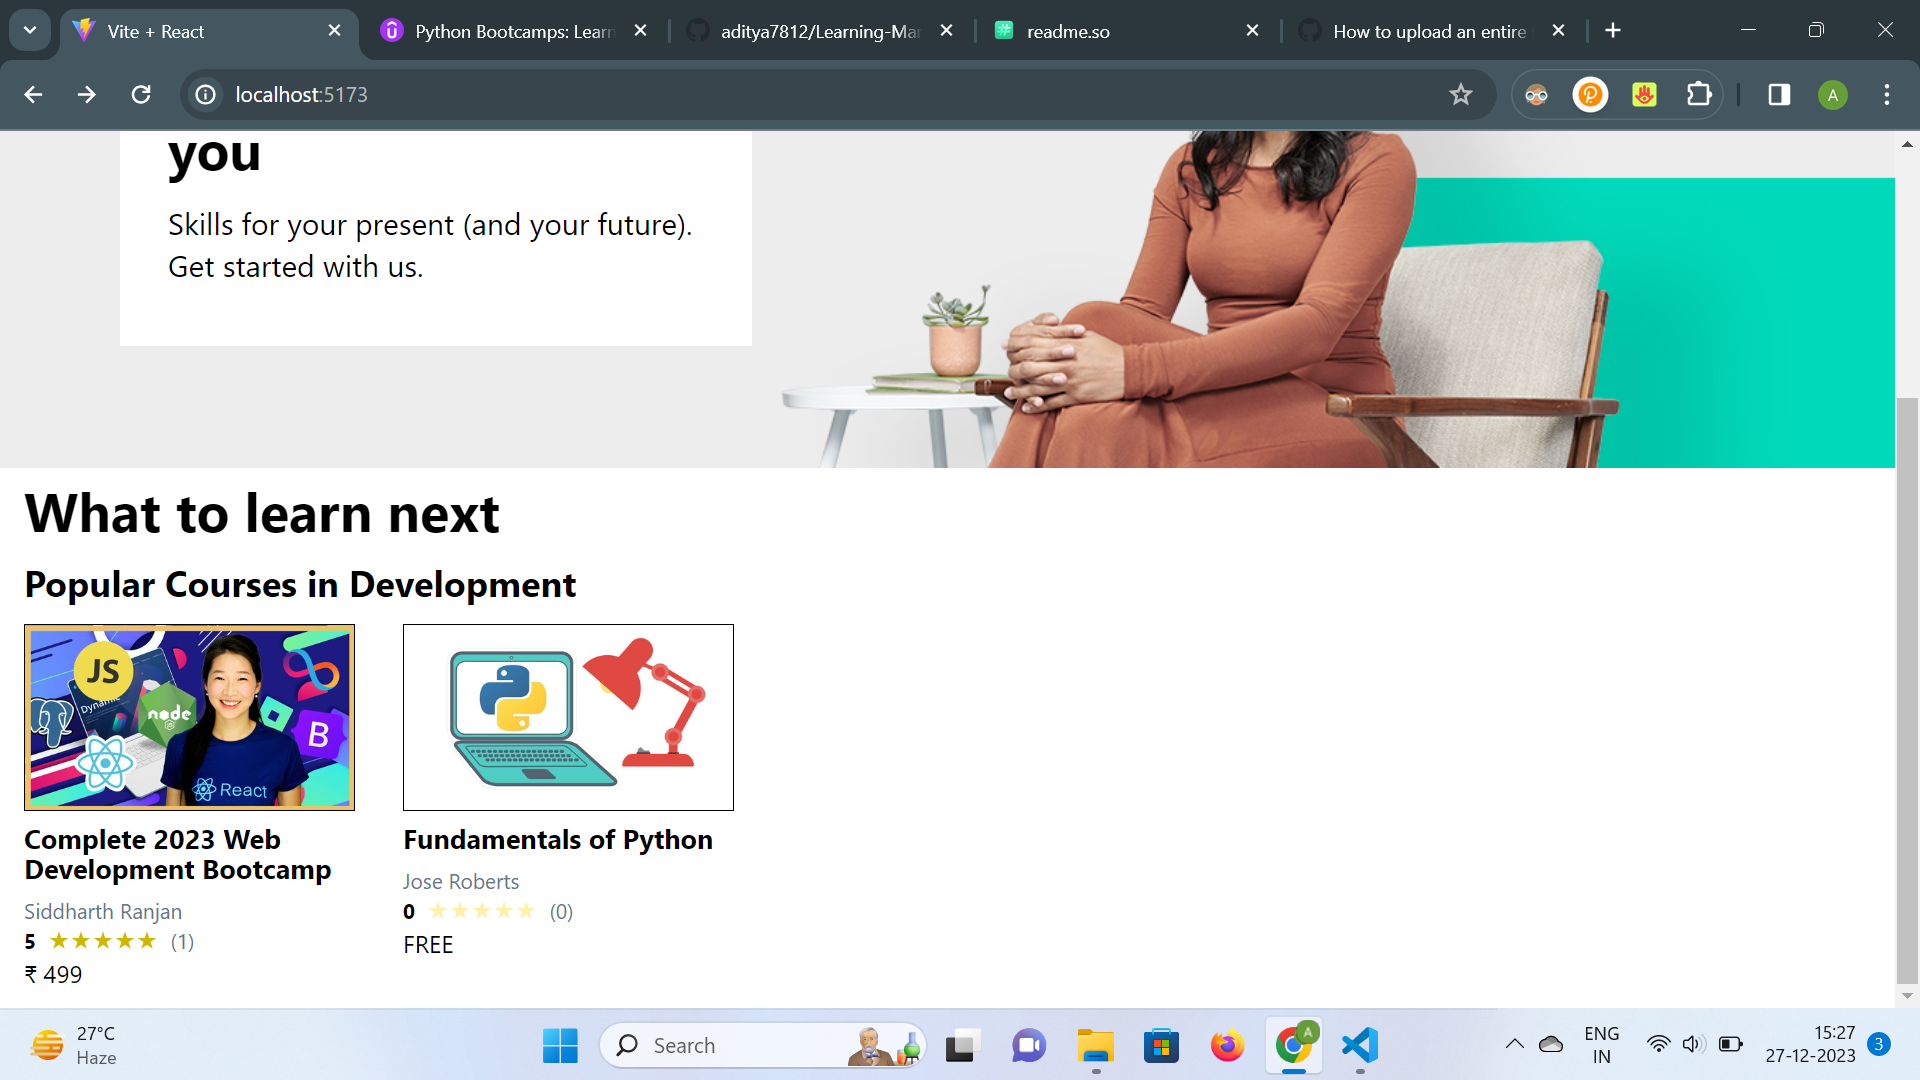 Vite + React
Python Bootcamps: Learn
aditya7812/Learning-Mar
readme.so
How to upload an entire
localhost:5173
A
you
Skills for your present (and your future).
Get started with us.
What to learn next
Popular Courses in Development
JS
Dynamic
node
JS
B
React
Complete 2023 Web
Development Bootcamp
Siddharth Ranjan
5 ★★★★★ (1)
₹ 499
Fundamentals of Python
Jose Roberts
0 ★★★★★ (0)
FREE
27°C
Haze
Search
A
ENG
IN
15:27
27-12-2023
3